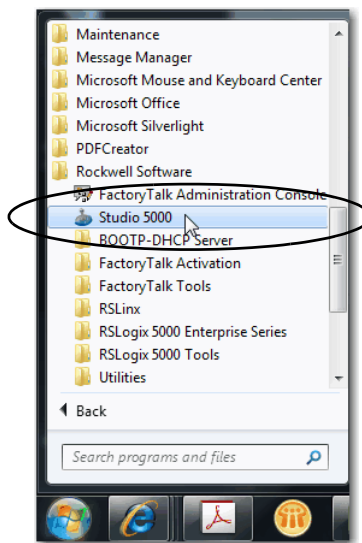 Maintenance
Message Manager
Microsoft Mouse and Keyboard Center
Microsoft Office
Microsoft Silverlight
PDFCreator
Rockwell Software
FactoryTalk Administration Console
Studio 5000
BOOTP-DHCP Server
FactoryTalk Activation
FactoryTalk Tools
RSLinx
RSLogix 5000 Enterprise Series
RSLogix 5000 Tools
Utilities
Back
Search programs and files